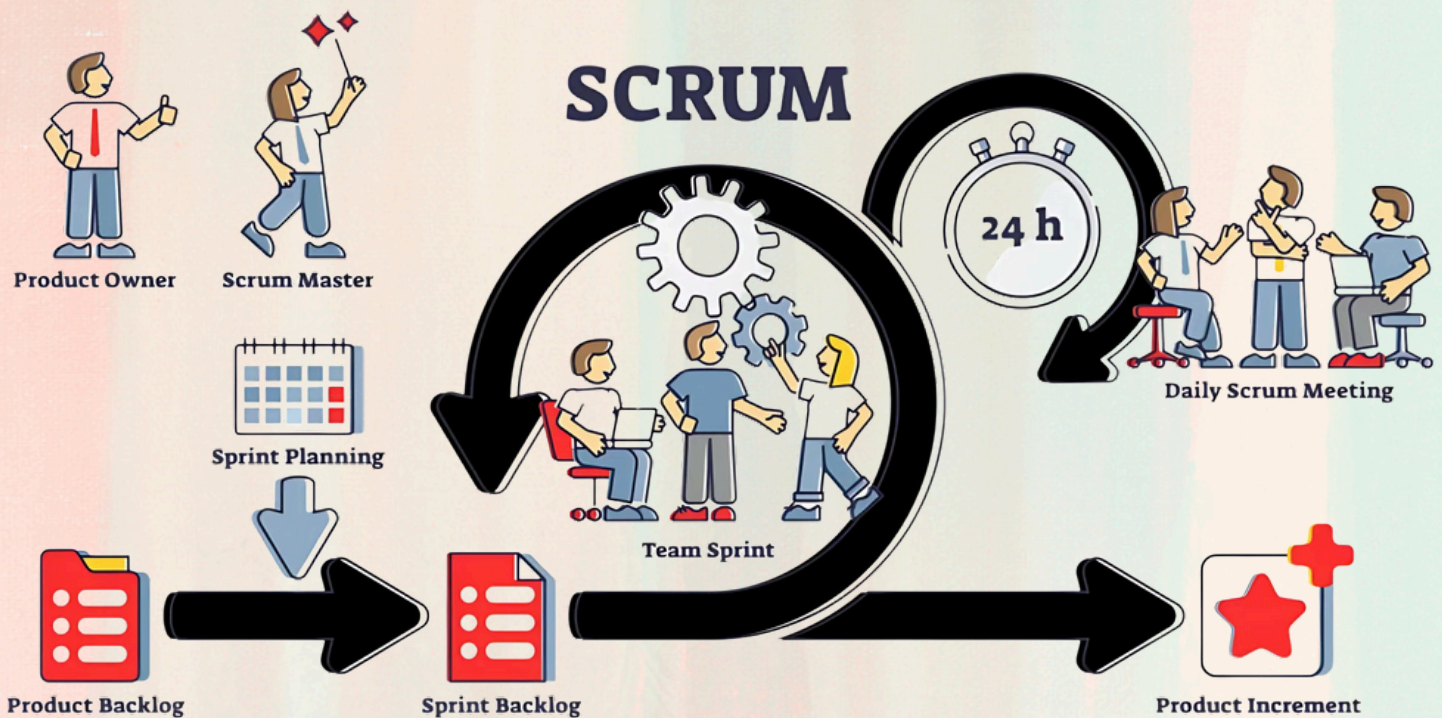 SCRUM
Product Owner
Scrum Master
24 h
Daily Scrum Meeting
Sprint Planning
Team Sprint
Product Backlog
Sprint Backlog
Product Increment